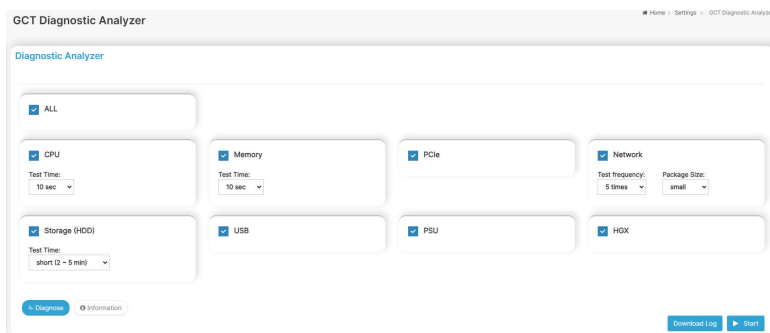 Home > Settings > GCT Diagnostic Analyze
GCT Diagnostic Analyzer
Diagnostic Analyzer
ALL
CPU
Test Time:
10 sec
Memory
Test Time:
10 sec
PCIe
Network
Test frequency: Package Size:
5 times small
Storage (HDD)
Test Time:
short (2 ~ 5 min)
USB
PSU
HGX
Diagnose
Information
Download Log
Start